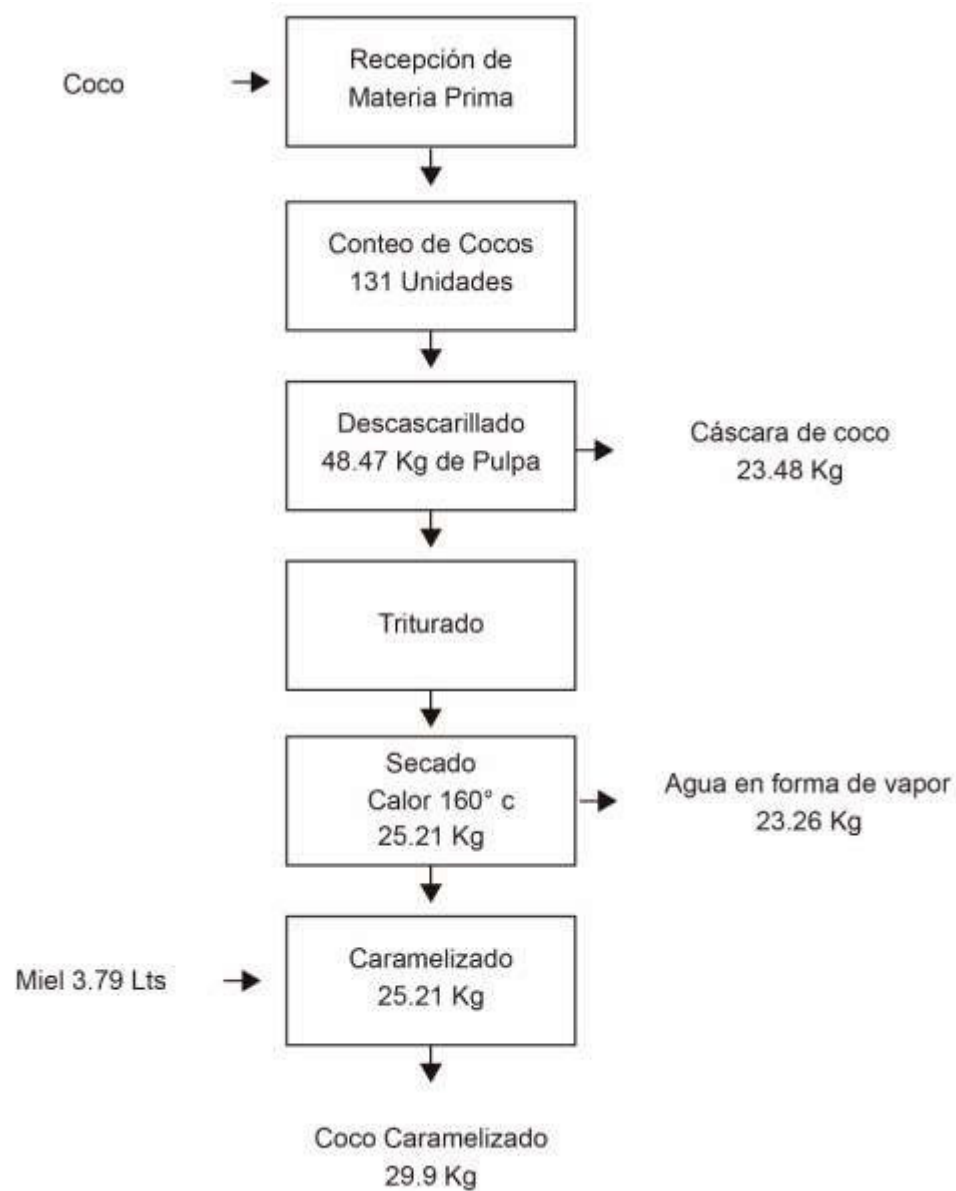 Coco
Recepción de
Materia Prima
Conteo de Cocos
131 Unidades
Descascarillado
48.47 Kg de Pulpa
Cáscara de coco
23.48 Kg
Triturado
Secado
Calor 160° c
25.21 Kg
Agua en forma de vapor
23.26 Kg
Miel 3.79 Lts
Caramelizado
25.21 Kg
Coco Caramelizado
29.9 Kg